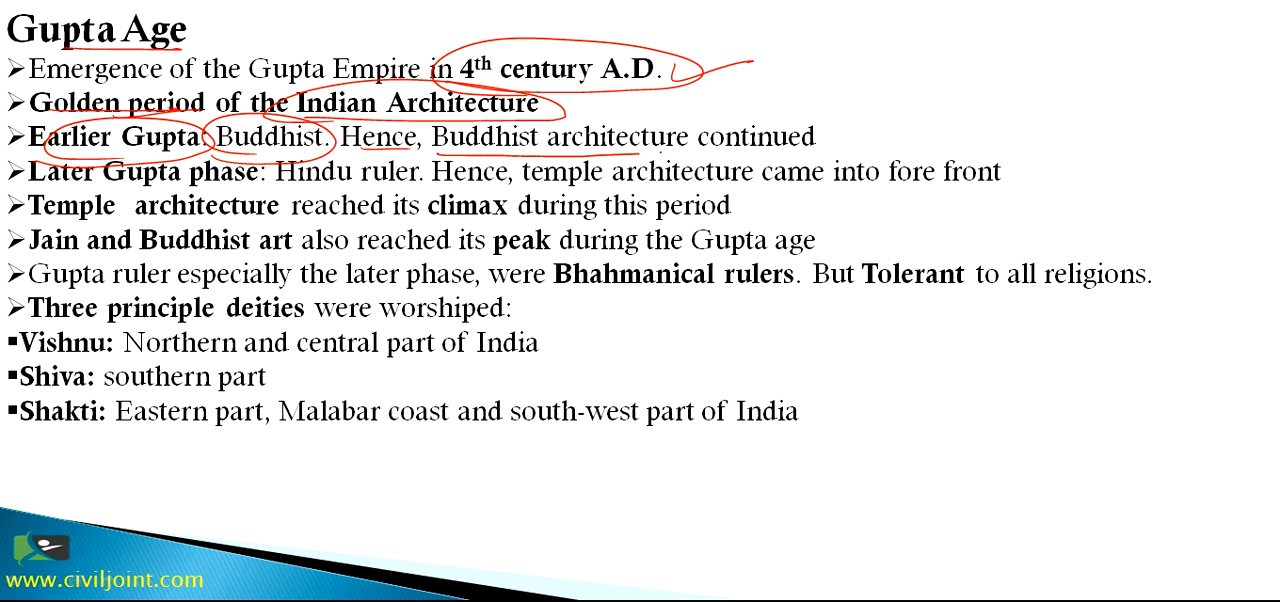 Gupta Age
➢Emergence of the Gupta Empire in 4th century A.D.
➢Golden period of the Indian Architecture
➢Earlier Gupta: Buddhist. Hence, Buddhist architecture continued
➢Later Gupta phase: Hindu ruler. Hence, temple architecture came into fore front
➢Temple architecture reached its climax during this period
➢Jain and Buddhist art also reached its peak during the Gupta age
➢Gupta ruler especially the later phase, were Bhahmanical rulers. But Tolerant to all religions.
➢Three principle deities were worshiped:
▪Vishnu: Northern and central part of India
▪Shiva: southern part
▪Shakti: Eastern part, Malabar coast and south-west part of India
www.civiljoint.com